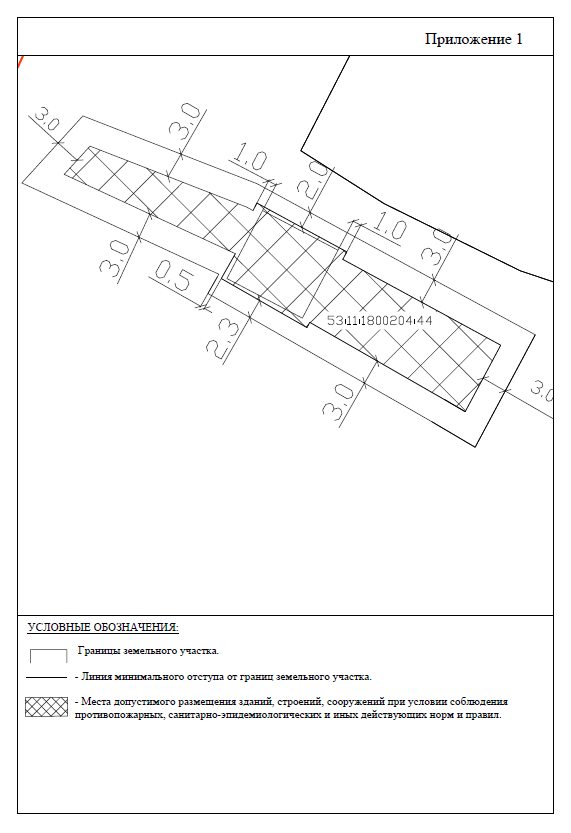 Приложение 1
3.0
3.0
1.0
2.0
1.0
3.0
3.0
0.5
2.3
53:11:1800204:44
3.0
3.0
УСЛОВНЫЕ ОБОЗНАЧЕНИЯ:
Границы земельного участка.
- Линия минимального отступа от границ земельного участка.
- Места допустимого размещения зданий, строений, сооружений при условии соблюдения
противопожарных, санитарно-эпидемиологических и иных действующих норм и правил.